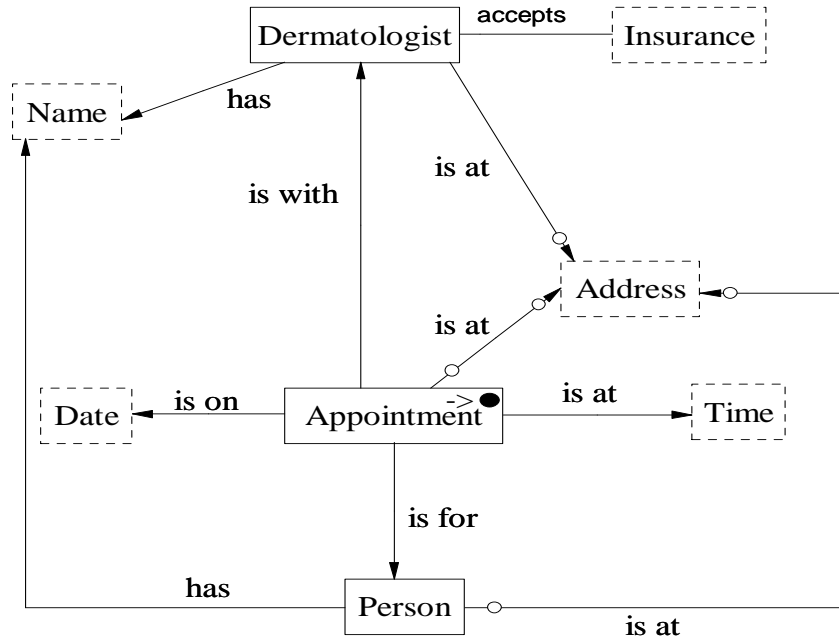 accepts
Dermatologist
Insurance
Name
has
is at
is with
Address
is at
Date
is on
Appointment
->
is at
Time
is for
has
Person
is at